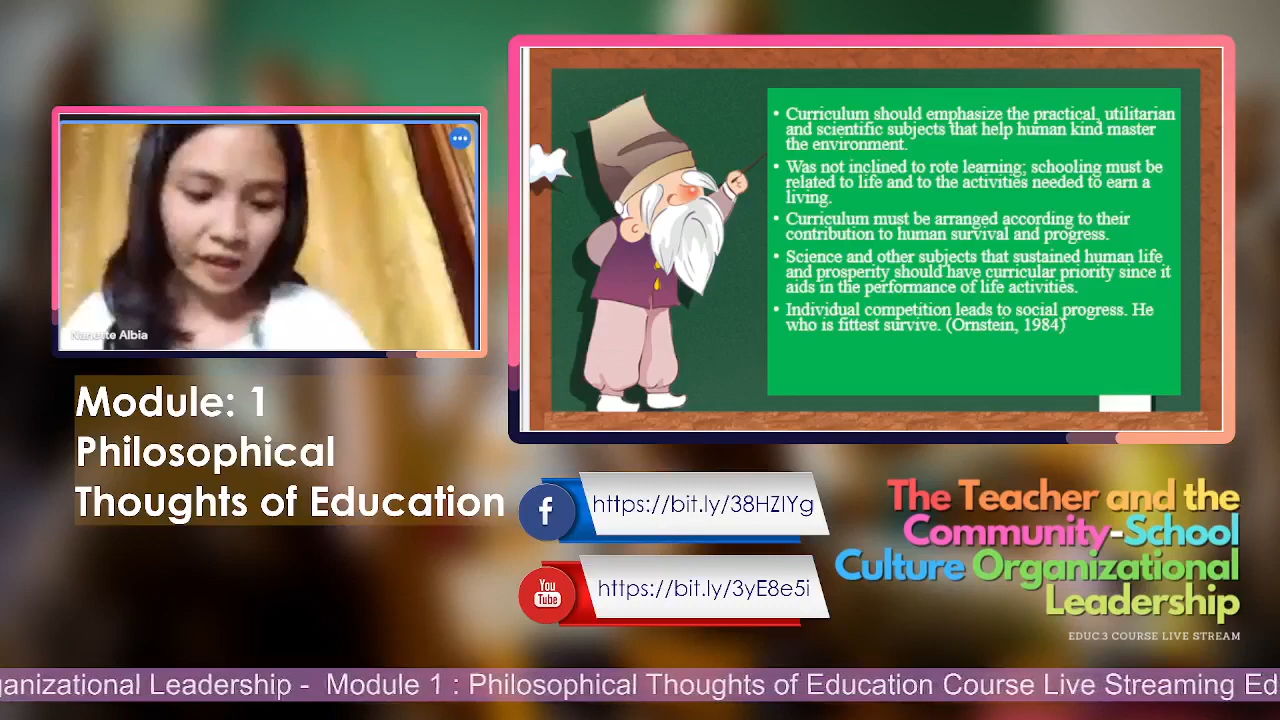 Nanette Albia
Module: 1
Philosophical
Thoughts of Education
• Curriculum should emphasize the practical, utilitarian
and scientific subjects that help human kind master
the environment.
• Was not inclined to rote learning; schooling must be
related to life and to the activities needed to earn a
living.
• Curriculum must be arranged according to their
contribution to human survival and progress.
• Science and other subjects that sustained human life
and prosperity should have curricular priority since it
aids in the performance of life activities.
• Individual competition leads to social progress. He
who is fittest survive. (Ornstein, 1984)
f
https://bit.ly/38HZIYg
You
Tube
https://bit.ly/3yE8e5i
The Teacher and the
Community-School
Culture Organizational
Leadership
EDUC 3 COURSE LIVE STREAM
ganizational Leadership - Module 1 : Philosophical Thoughts of Education Course Live Streaming Ed